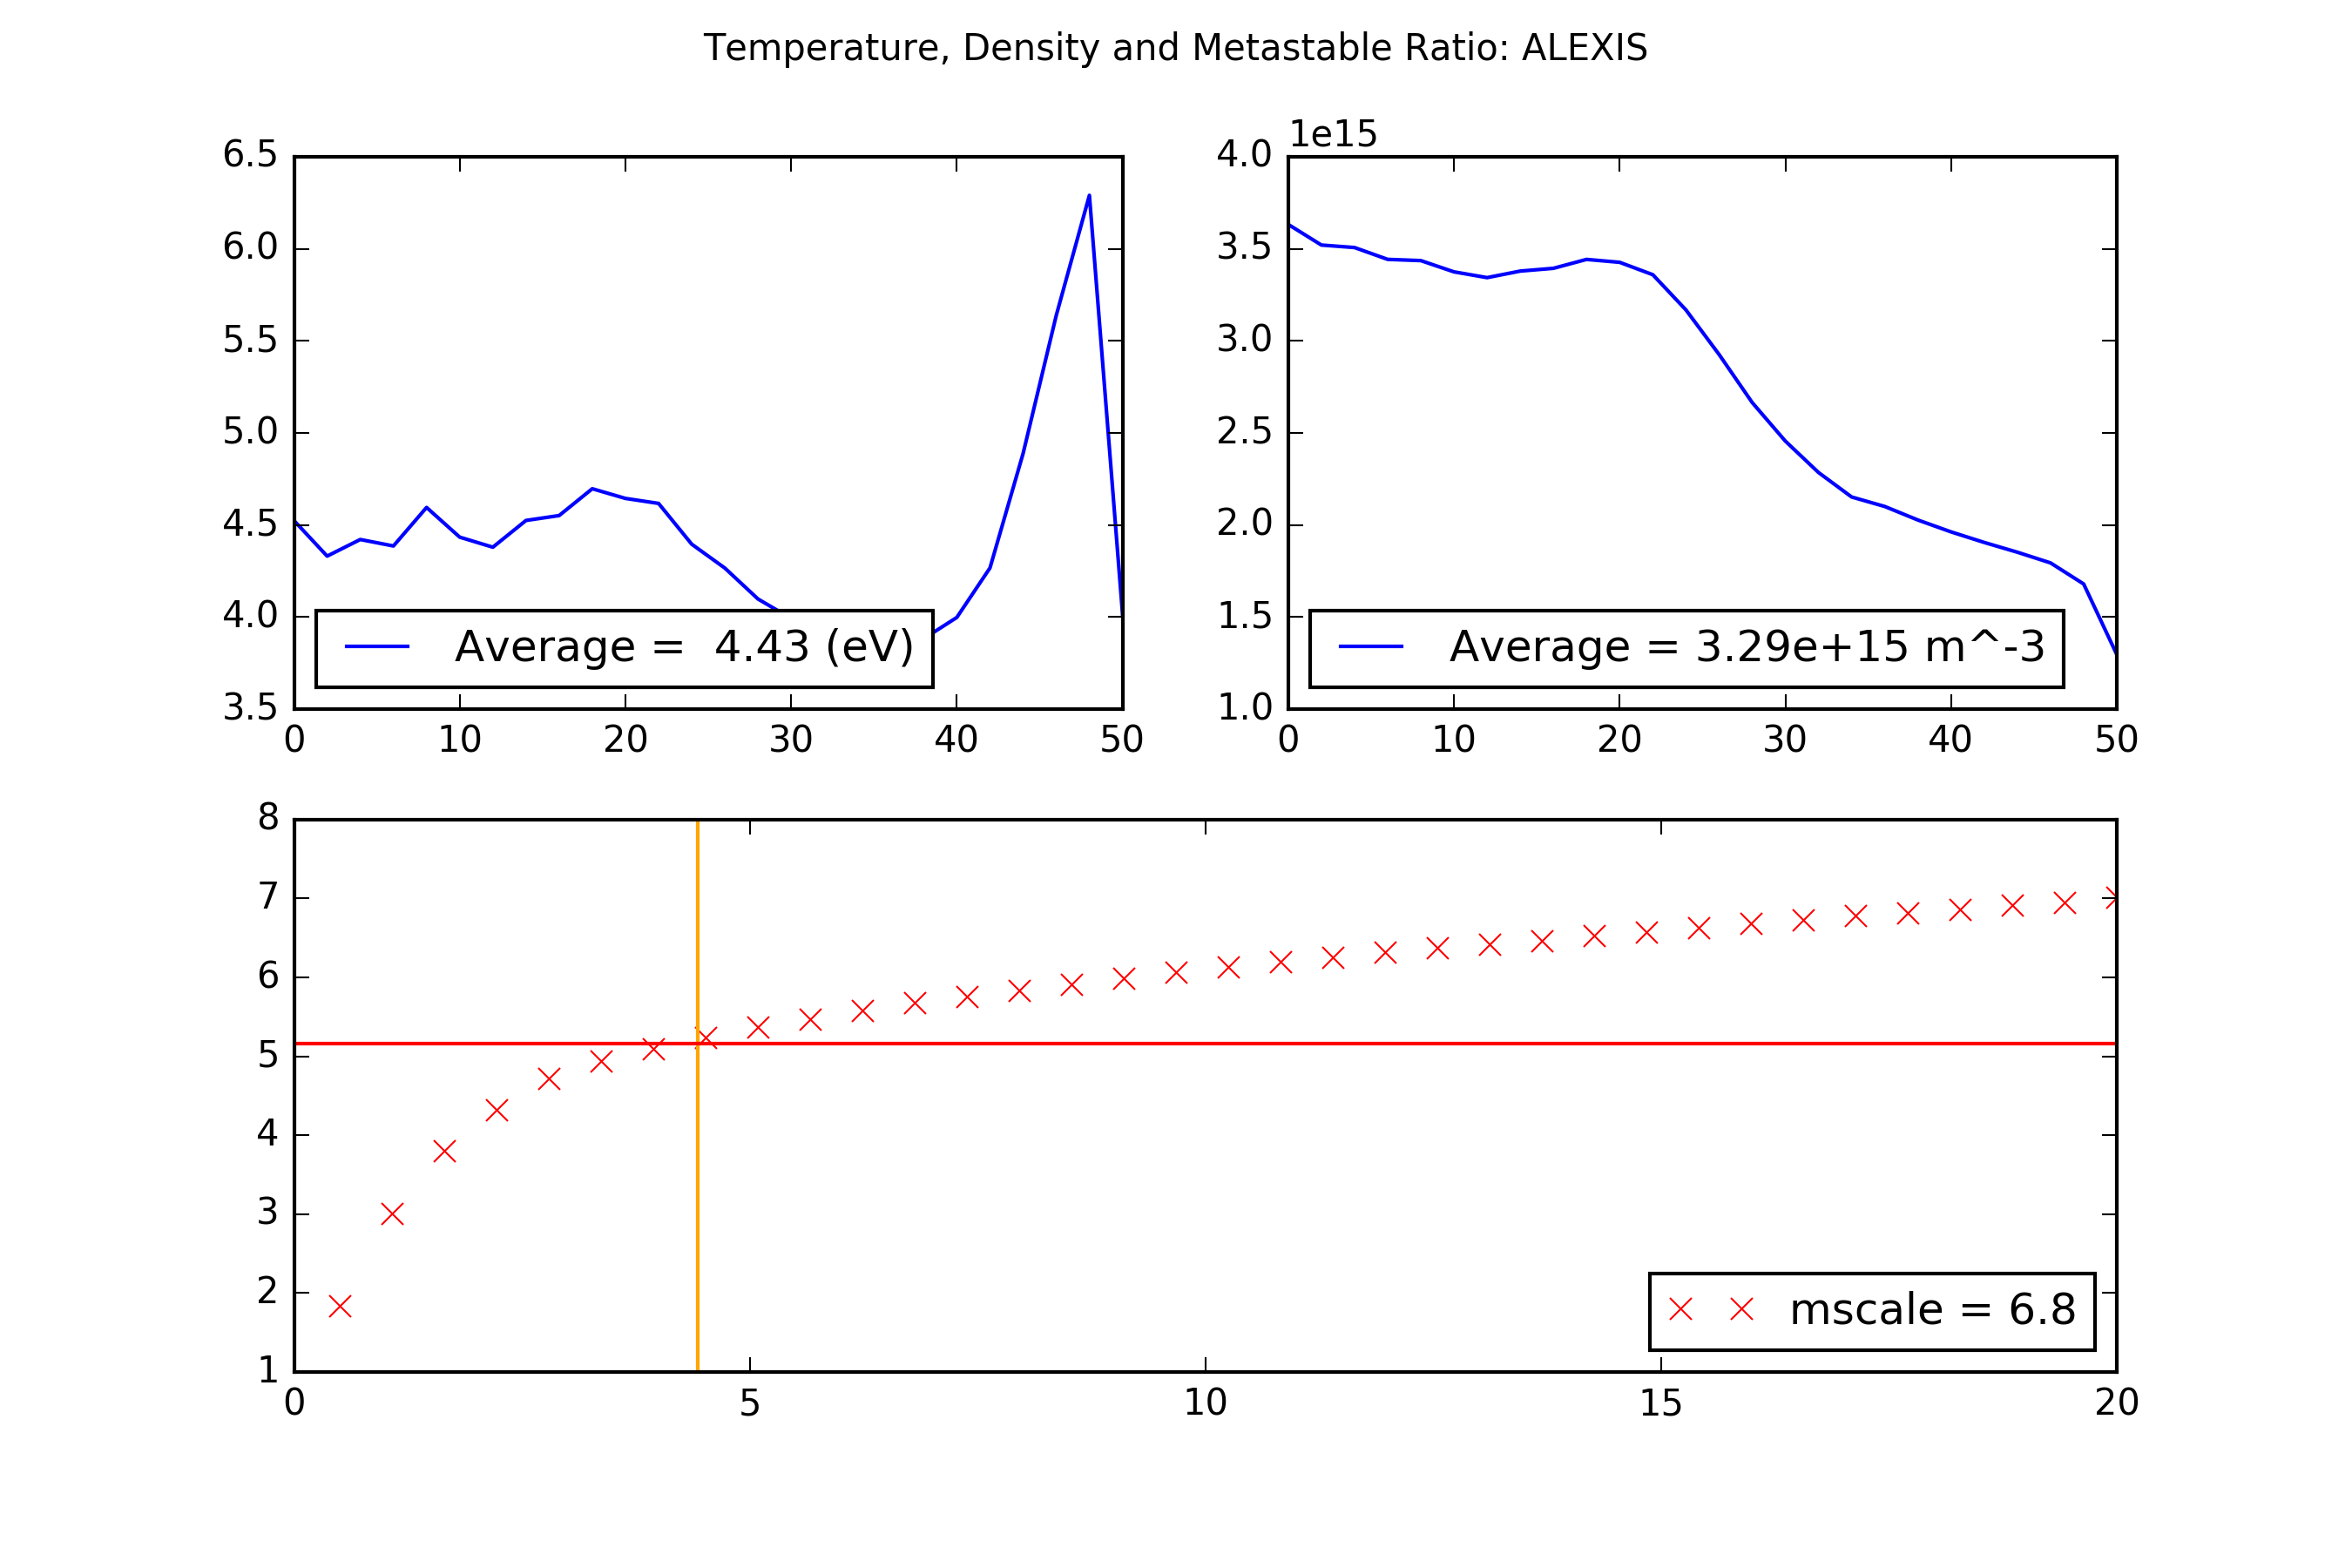 Temperature, Density and Metastable Ratio: ALEXIS
6.5
6.0
5.5
5.0
4.5
4.0
3.5
0 10 20 30 40 50
Average =  4.43 (eV)
1e15
4.0
3.5
3.0
2.5
2.0
1.5
1.0
0 10 20 30 40 50
Average = 3.29e+15 m^-3
8
7
6
5
4
3
2
1
0 5 10 15 20
mscale = 6.8